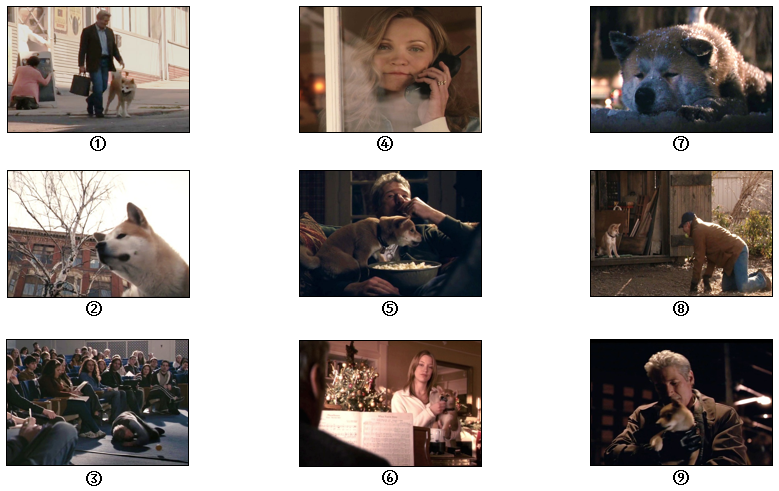 ① ④ ⑦
② ⑤ ⑧
③ ⑥ ⑨